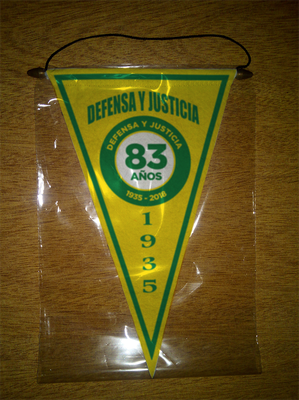 DEFENSA Y JUSTICIA
DEFENSA Y JUSTICIA
83
AÑOS
1935 - 2018
1
9
3
5